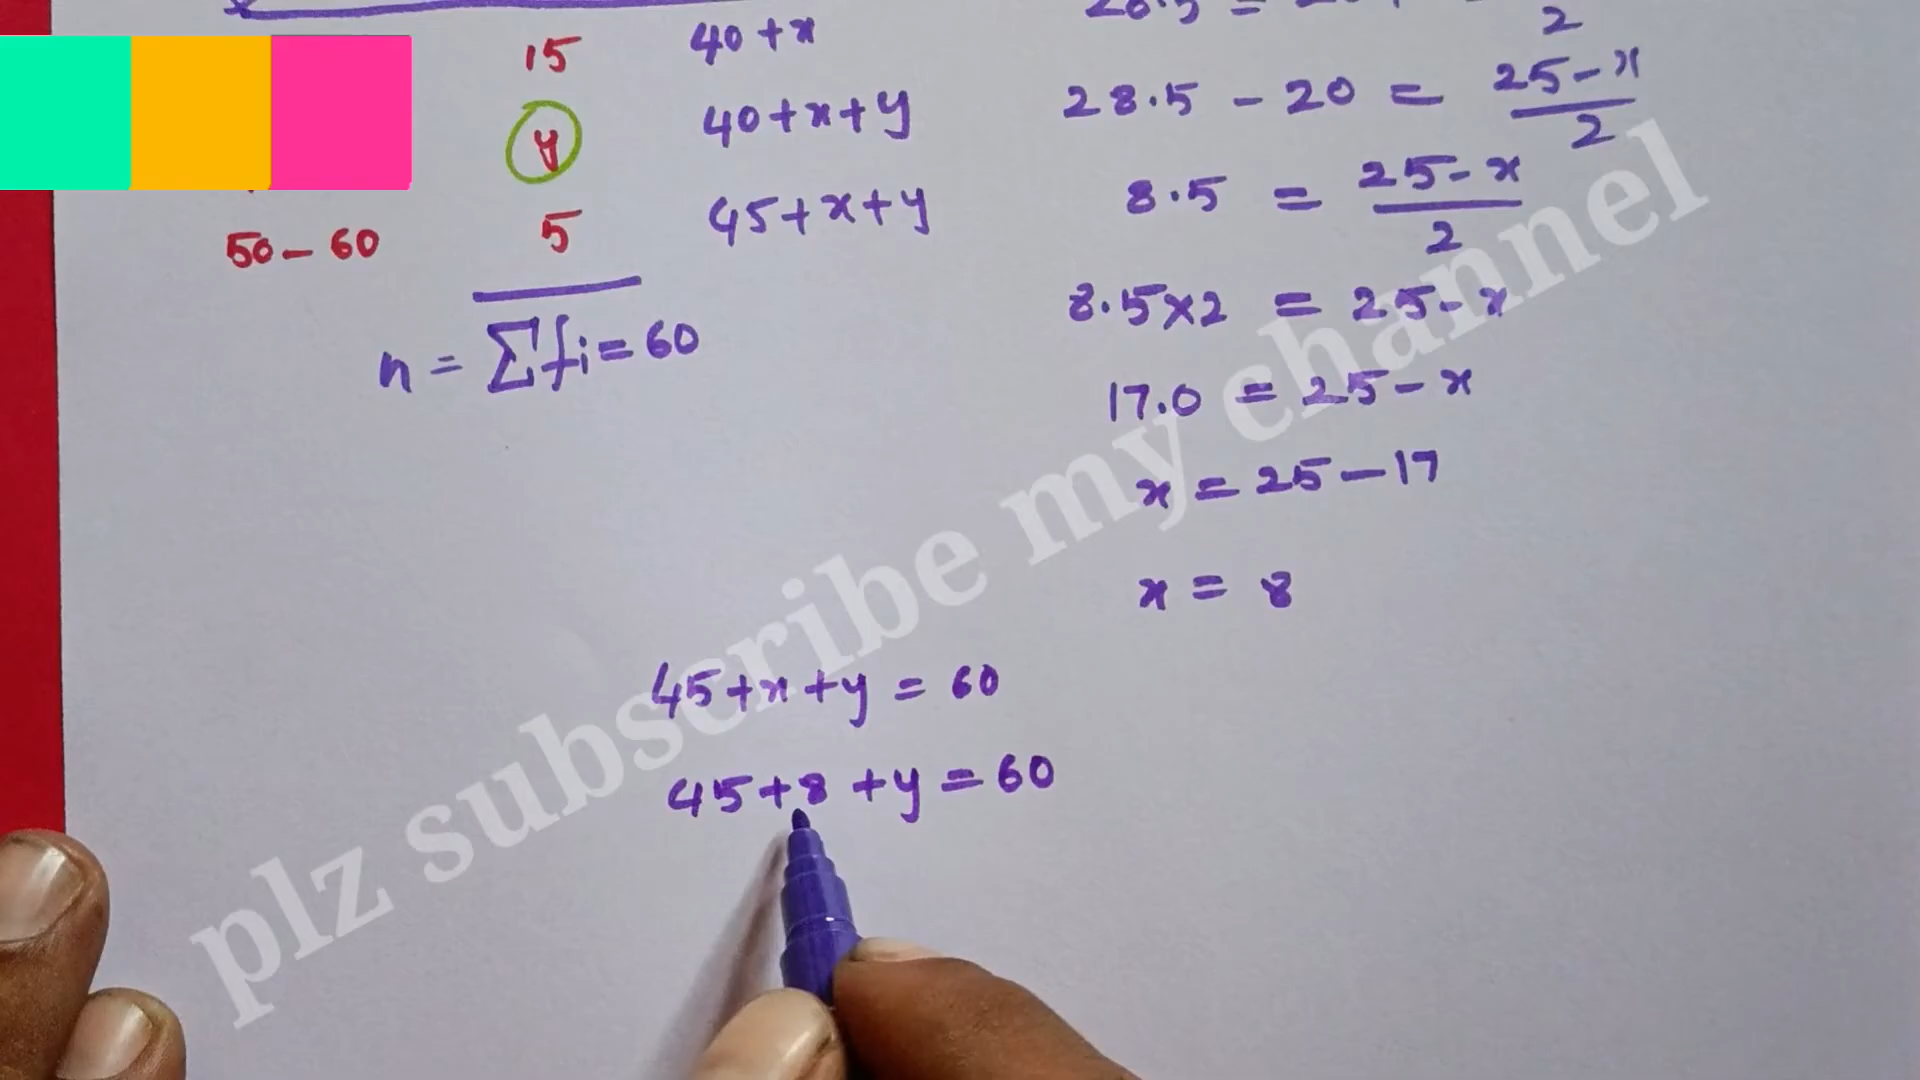 15 40+x
y 40+x+y
50-60 5 45+x+y
n = Σfi = 60
2
28.5 - 20 = 25-x / 2
8.5 = 25-x / 2
8.5×2 = 25-x
17.0 = 25-x
x = 25-17
x = 8
45+x+y = 60
45+8+y = 60
plz subscribe my channel